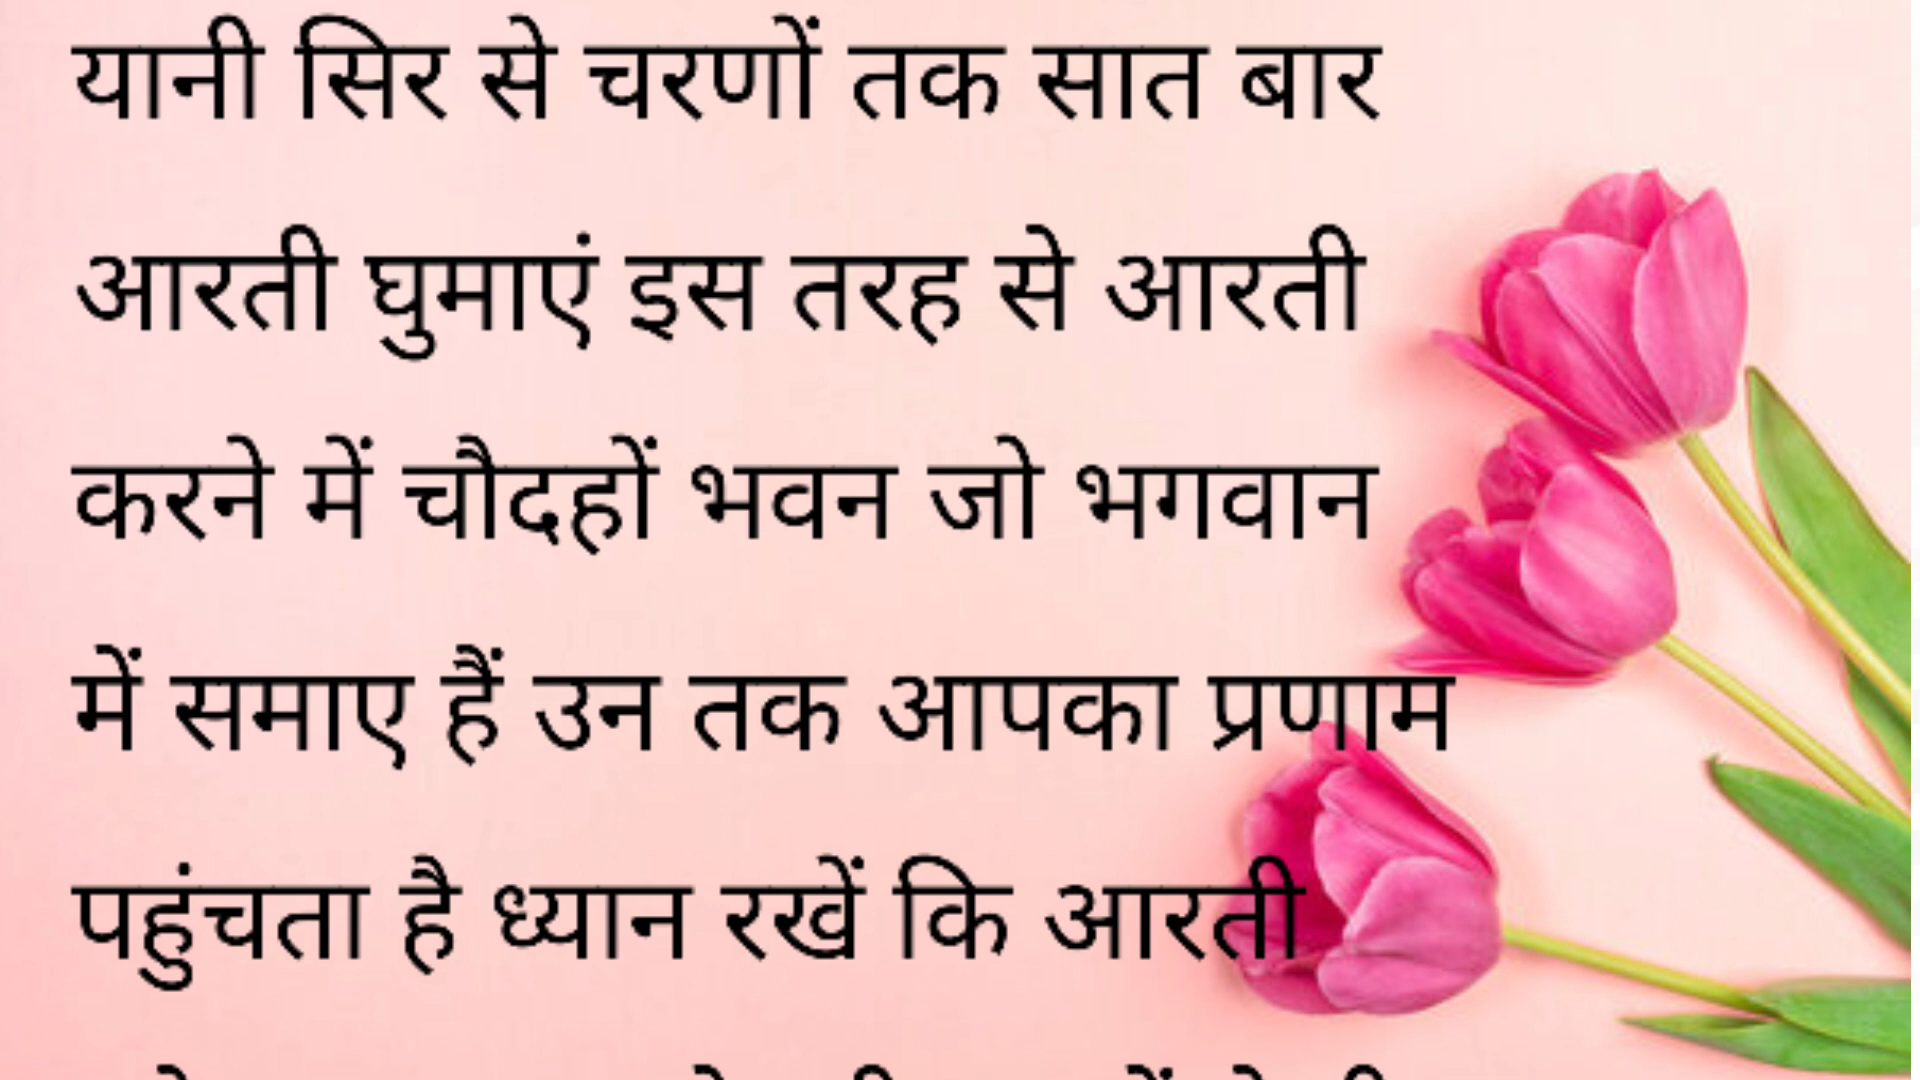 यानी सिर से चरणों तक सात बार
आरती घुमाएं इस तरह से आरती
करने में चौदहों भवन जो भगवान
में समाए हैं उन तक आपका प्रणाम
पहुंचता है ध्यान रखें कि आरती